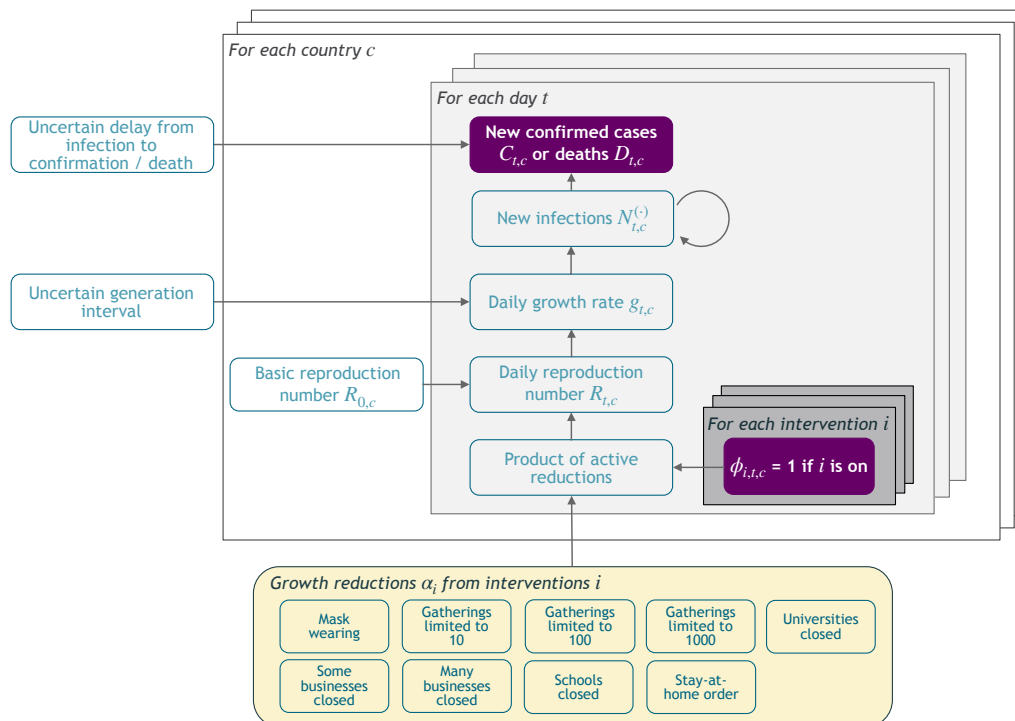 For each country c
For each day t
Uncertain delay from
infection to
confirmation / death
New confirmed cases
C_{t,c} or deaths D_{t,c}
New infections N_{t,c}^{(·)}
Uncertain generation
interval
Daily growth rate g_{t,c}
Basic reproduction
number R_{0,c}
Daily reproduction
number R_{t,c}
For each intervention i
Product of active
reductions
ϕ_{i,t,c} = 1 if i is on
Growth reductions α_i from interventions i
Mask
wearing
Gatherings
limited to
10
Gatherings
limited to
100
Gatherings
limited to
1000
Universities
closed
Some
businesses
closed
Many
businesses
closed
Schools
closed
Stay-at-
home order